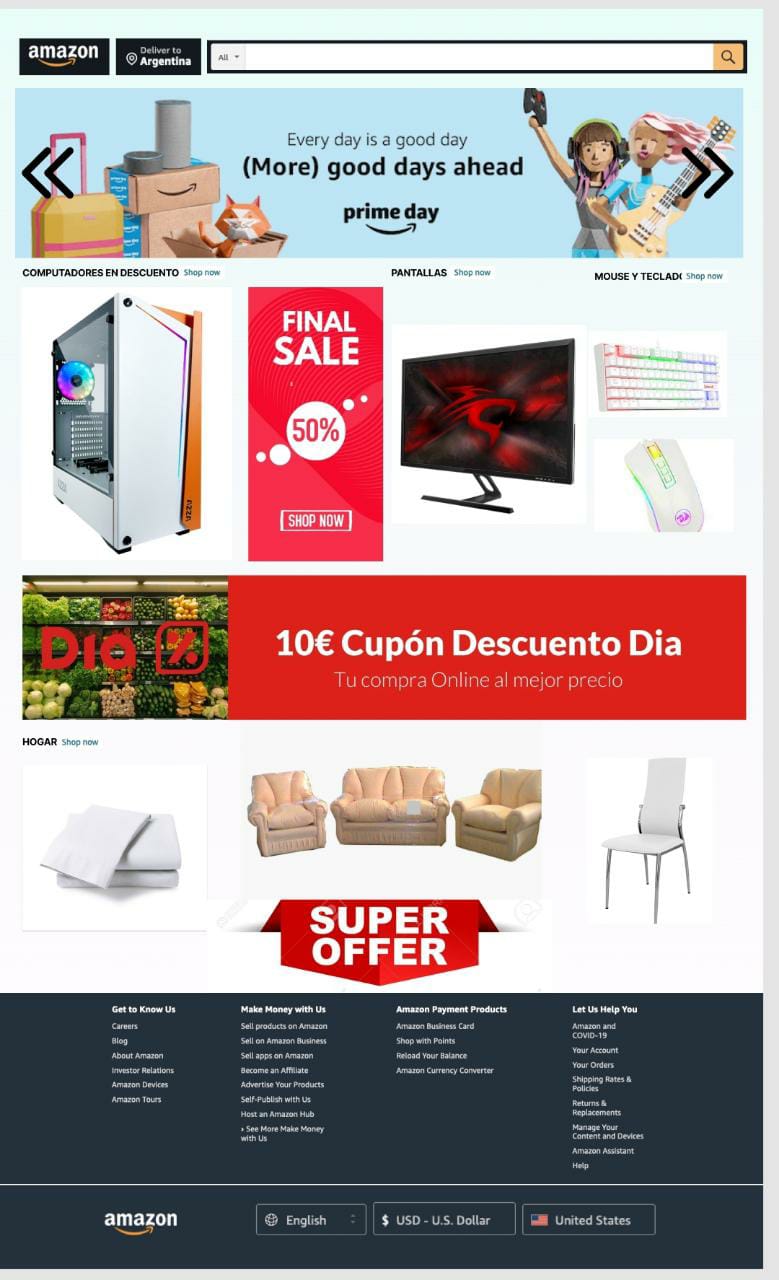 amazon
Deliver to
Argentina
All
Every day is a good day
(More) good days ahead
prime day
COMPUTADORES EN DESCUENTO Shop now
PANTALLAS Shop now
MOUSE Y TECLADO Shop now
FINAL
SALE
50%
SHOP NOW
AZZA
Dia %
10€ Cupón Descuento Dia
Tu compra Online al mejor precio
HOGAR Shop now
SUPER
OFFER
Get to Know Us
Careers
Blog
About Amazon
Investor Relations
Amazon Devices
Amazon Tours
Make Money with Us
Sell products on Amazon
Sell on Amazon Business
Sell apps on Amazon
Become an Affiliate
Advertise Your Products
Self-Publish with Us
Host an Amazon Hub
› See More Make Money
with Us
Amazon Payment Products
Amazon Business Card
Shop with Points
Reload Your Balance
Amazon Currency Converter
Let Us Help You
Amazon and
COVID-19
Your Account
Your Orders
Shipping Rates &
Policies
Returns &
Replacements
Manage Your
Content and Devices
Amazon Assistant
Help
amazon
English
$ USD - U.S. Dollar
United States